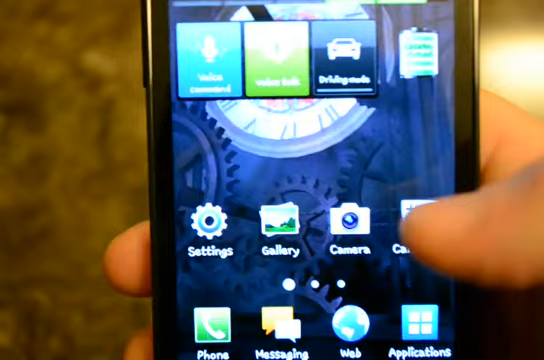 Voice command
Voice talk
Driving mode
Settings Gallery Camera
Phone Messaging Web Applications